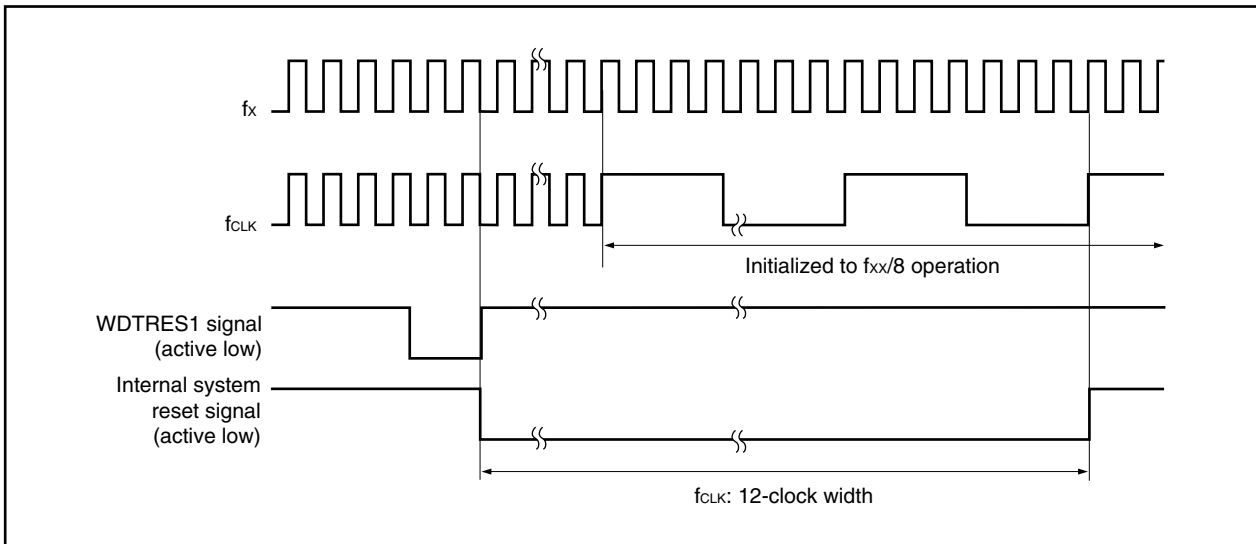 fX
fCLK
Initialized to fXX/8 operation
WDTRES1 signal
(active low)
Internal system
reset signal
(active low)
fCLK: 12-clock width